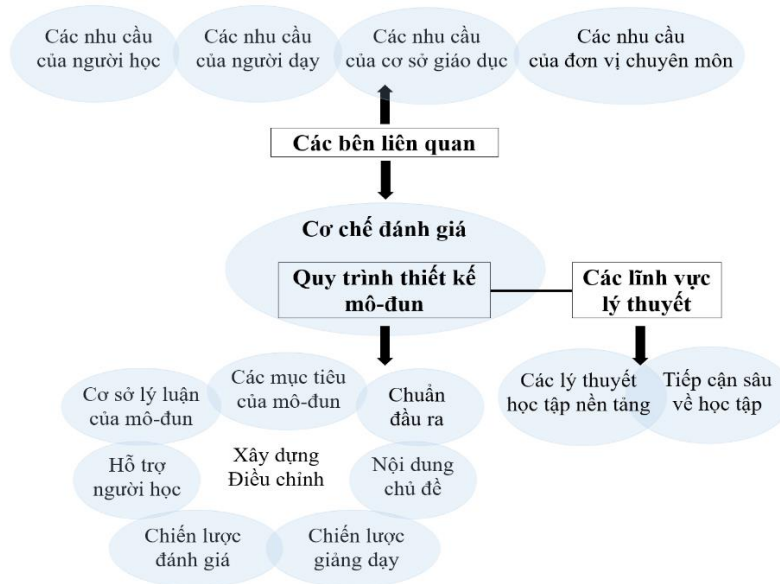 Các nhu cầu
của người học
Các nhu cầu
của người dạy
Các nhu cầu
của cơ sở giáo dục
Các nhu cầu
của đơn vị chuyên môn
Các bên liên quan
Cơ chế đánh giá
Quy trình thiết kế
mô-đun
Các lĩnh vực
lý thuyết
Cơ sở lý luận
của mô-đun
Các mục tiêu
của mô-đun
Chuẩn
đầu ra
Các lý thuyết
học tập nền tảng
Tiếp cận sâu
về học tập
Hỗ trợ
người học
Xây dựng
Điều chỉnh
Nội dung
chủ đề
Chiến lược
đánh giá
Chiến lược
giảng dạy